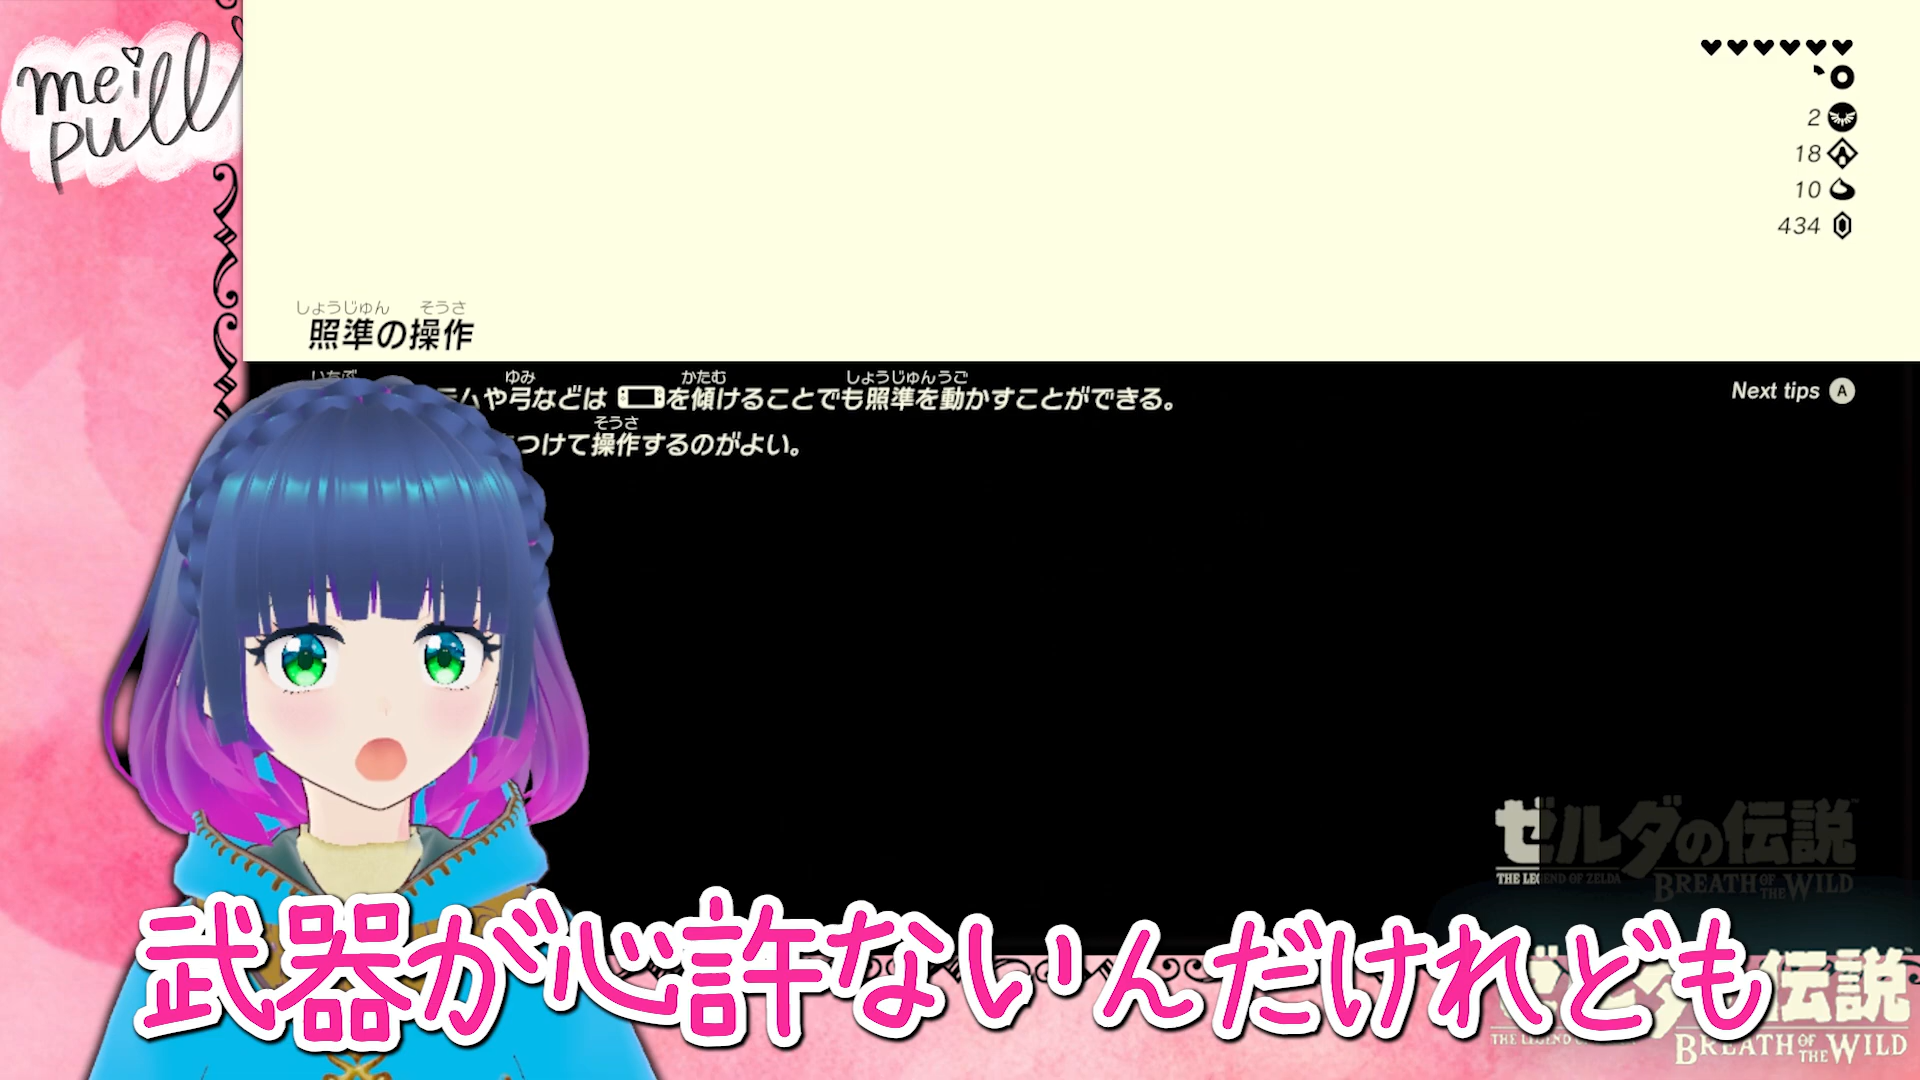 mei
pull
2
18
10
434
しょうじゅん そうさ
照準の操作
ゆみ かたむ しょうじゅんうご
ムや弓などは を傾けることでも照準を動かすことができる。
Next tips A
そうさ
つけて操作するのがよい。
ゼルダの伝説
THE LEGEND OF ZELDA
BREATH OF THE WILD
武器が心許ないんだけれども
伝説
BREATH OF THE WILD